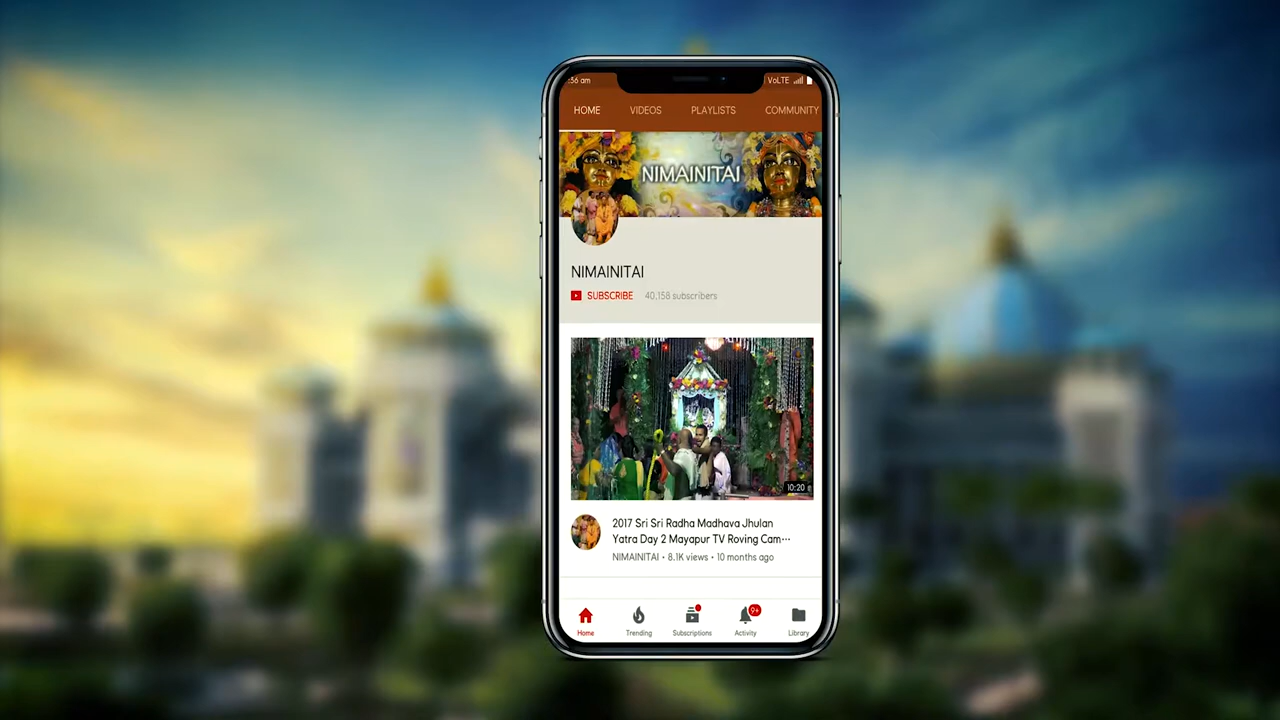 :56 am
VoLTE
HOME VIDEOS PLAYLISTS COMMUNITY
NIMAINITAI
NIMAINITAI
SUBSCRIBE 40,158 subscribers
10:20
2017 Sri Sri Radha Madhava Jhulan
Yatra Day 2 Mayapur TV Roving Cam...
NIMAINITAI • 8.1K views • 10 months ago
9+
Home Trending Subscriptions Activity Library